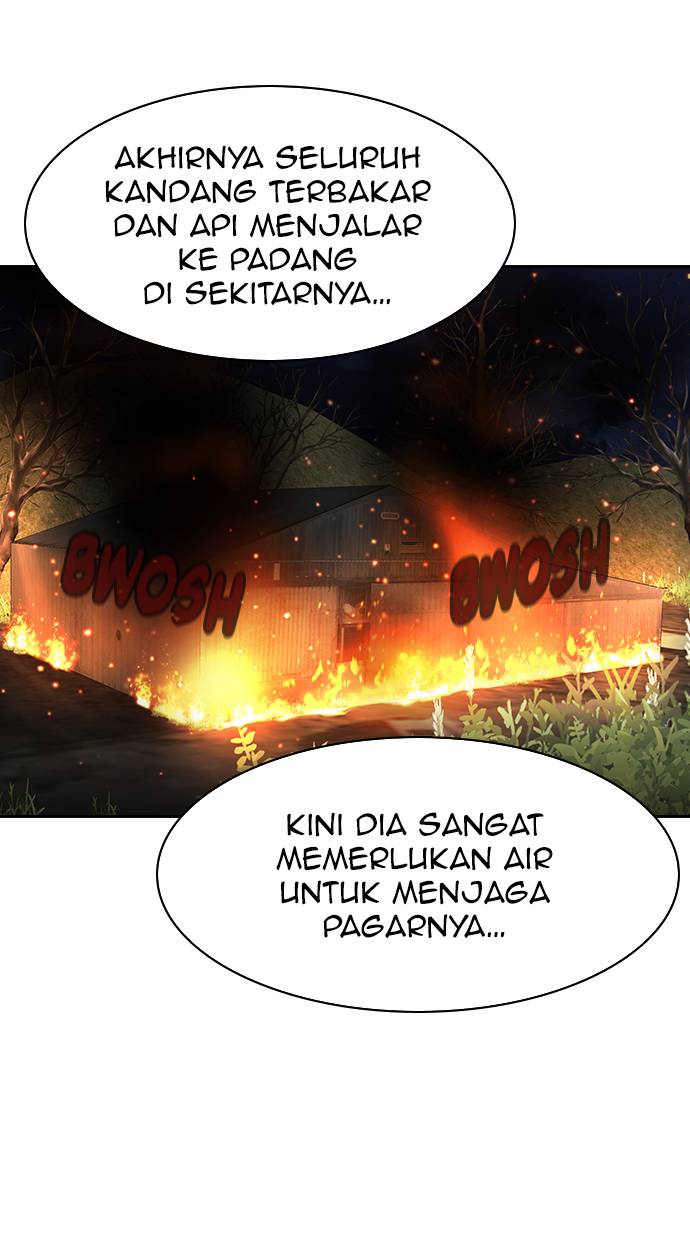 AKHIRNYA SELURUH
KANDANG TERBAKAR
DAN API MENJALAR
KE PADANG
DI SEKITARNYA...
BWOSH
BWOSH
KINI DIA SANGAT
MEMERLUKAN AIR
UNTUK MENJAGA
PAGARNYA...